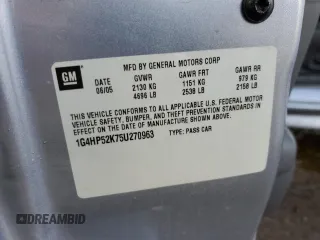 GM
MFD BY GENERAL MOTORS CORP
DATE GVWR GAWR FRT GAWR RR
06/05 2130 KG 1151 KG 979 KG
4696 LB 2538 LB 2158 LB
THIS VEHICLE CONFORMS TO ALL APPLICABLE U.S. FEDERAL MOTOR
VEHICLE SAFETY, BUMPER, AND THEFT PREVENTION STANDARDS
IN EFFECT ON THE DATE OF MANUFACTURE SHOWN ABOVE.
1G4HP52K75U270963 TYPE: PASS CAR
DREAMBID